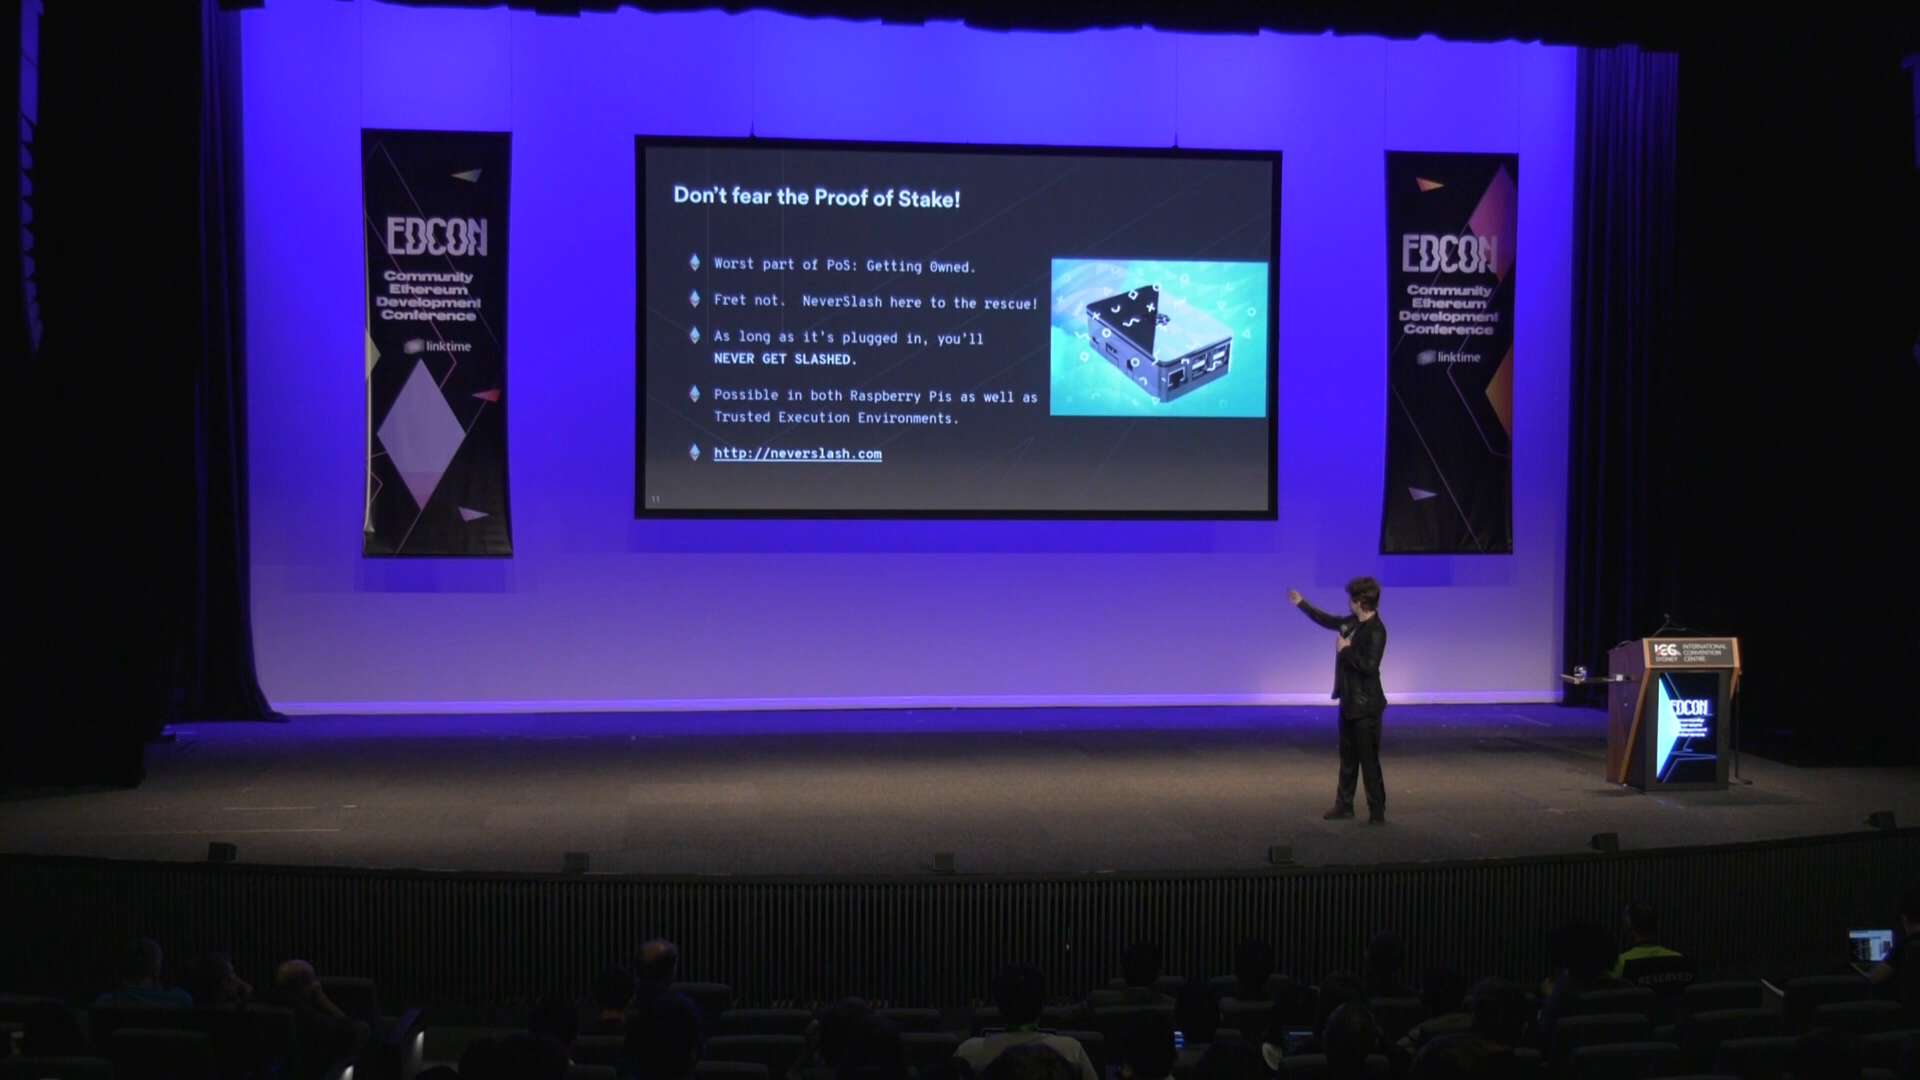 EDCON
Community
Ethereum
Development
Conference
linktime
Don't fear the Proof of Stake!
Worst part of PoS: Getting 0wned.
Fret not. NeverSlash here to the rescue!
As long as it's plugged in, you'll
NEVER GET SLASHED.
Possible in both Raspberry Pis as well as
Trusted Execution Environments.
http://neverslash.com
11
EDCON
Community
Ethereum
Development
Conference
linktime
ICC
SYDNEY
INTERNATIONAL
CONVENTION
CENTRE
EDCON
RESERVED